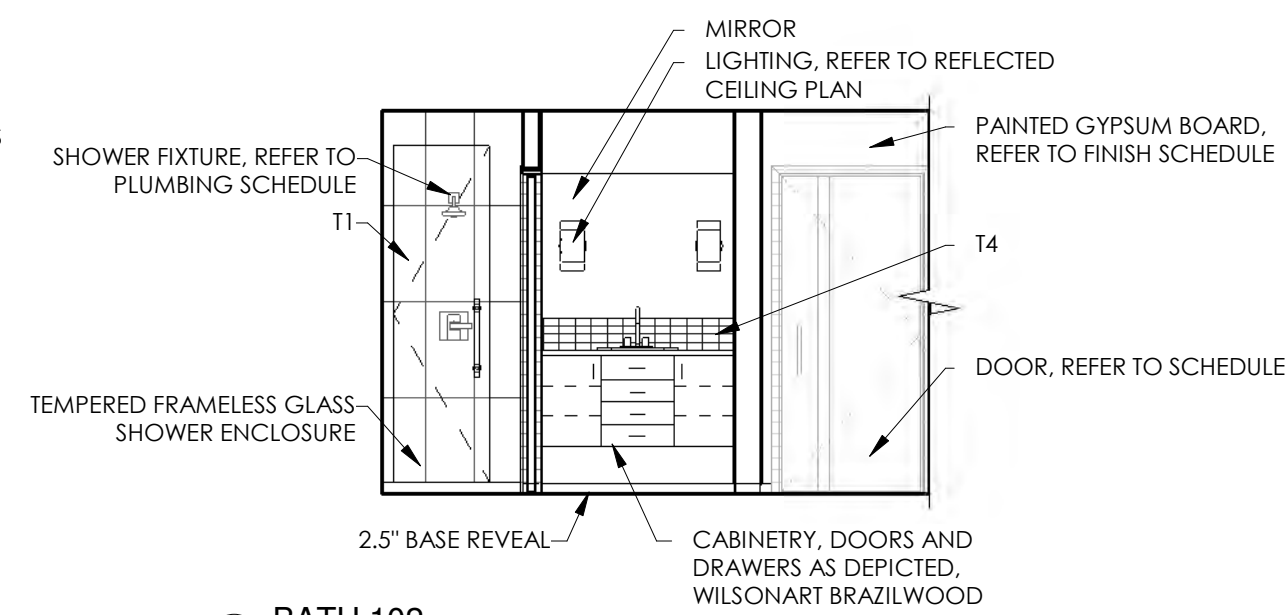 MIRROR
LIGHTING, REFER TO REFLECTED
CEILING PLAN
PAINTED GYPSUM BOARD,
REFER TO FINISH SCHEDULE
SHOWER FIXTURE, REFER TO
PLUMBING SCHEDULE
T1
T4
DOOR, REFER TO SCHEDULE
TEMPERED FRAMELESS GLASS
SHOWER ENCLOSURE
2.5" BASE REVEAL
CABINETRY, DOORS AND
DRAWERS AS DEPICTED,
WILSONART BRAZILWOOD